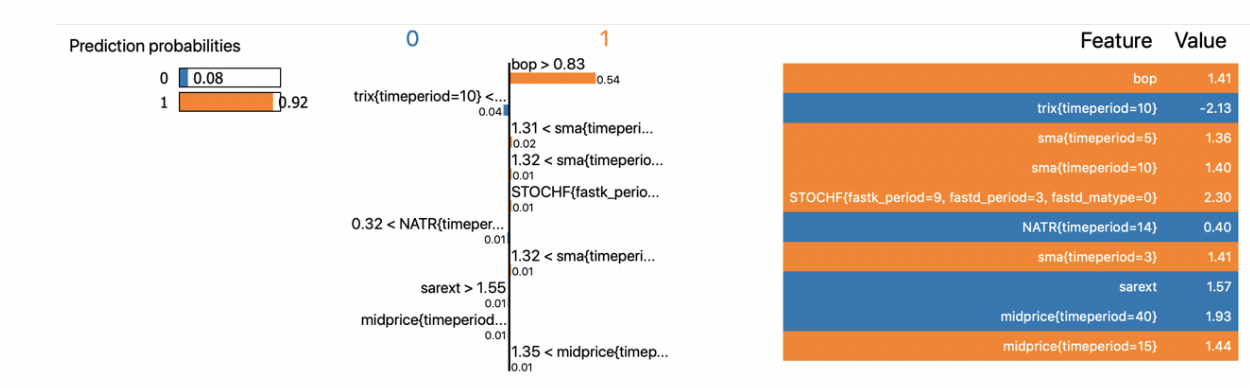 Prediction probabilities
0 0.08
1 0.92
0 1
bop > 0.83
0.54
trix{timeperiod=10} <...
0.04
1.31 < sma{timeperi...
0.02
1.32 < sma{timeperio...
0.01
STOCHF{fastk_perio...
0.01
0.32 < NATR{timeper...
0.01
1.32 < sma{timeperi...
0.01
sarext > 1.55
0.01
midprice{timeperiod...
0.01
1.35 < midprice{timep...
0.01
Feature Value
bop 1.41
trix{timeperiod=10} -2.13
sma{timeperiod=5} 1.36
sma{timeperiod=10} 1.40
STOCHF{fastk_period=9, fastd_period=3, fastd_matype=0} 2.30
NATR{timeperiod=14} 0.40
sma{timeperiod=3} 1.41
sarext 1.57
midprice{timeperiod=40} 1.93
midprice{timeperiod=15} 1.44